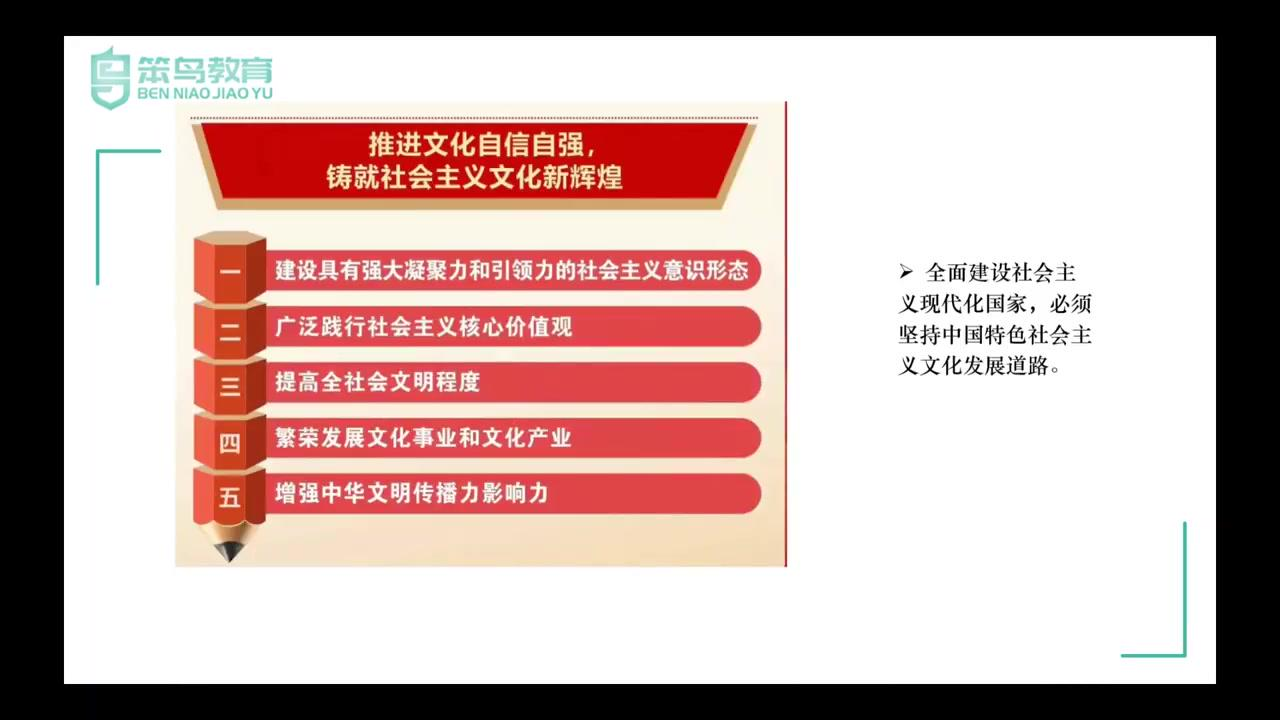 笨鸟教育
BEN NIAO JIAO YU
推进文化自信自强，
铸就社会主义文化新辉煌
一 建设具有强大凝聚力和引领力的社会主义意识形态
二 广泛践行社会主义核心价值观
三 提高全社会文明程度
四 繁荣发展文化事业和文化产业
五 增强中华文明传播力影响力
➢ 全面建设社会主
义现代化国家，必须
坚持中国特色社会主
义文化发展道路。